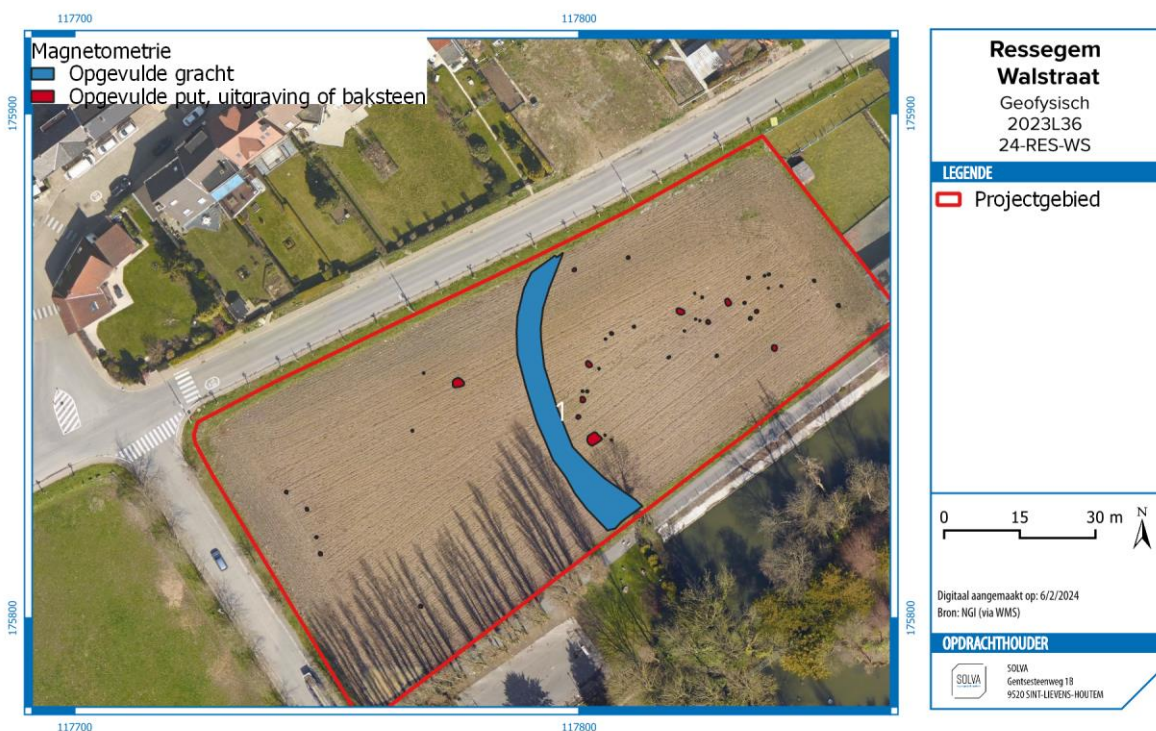 117700
117800
Magnetometrie
Opgevulde gracht
Opgevulde put, uitgraving of baksteen
175900
175900
1
175800
175800
117700
117800
Ressegem
Walstraat
Geofysisch
2023L36
24-RES-WS
LEGENDE
Projectgebied
0 15 30 m
N
Digitaal aangemaakt op: 6/2/2024
Bron: NGI (via WMS)
OPDRACHTHOUDER
SOLVA
SOLVA
Gentsesteenweg 1B
9520 SINT-LIEVENS-HOUTEM